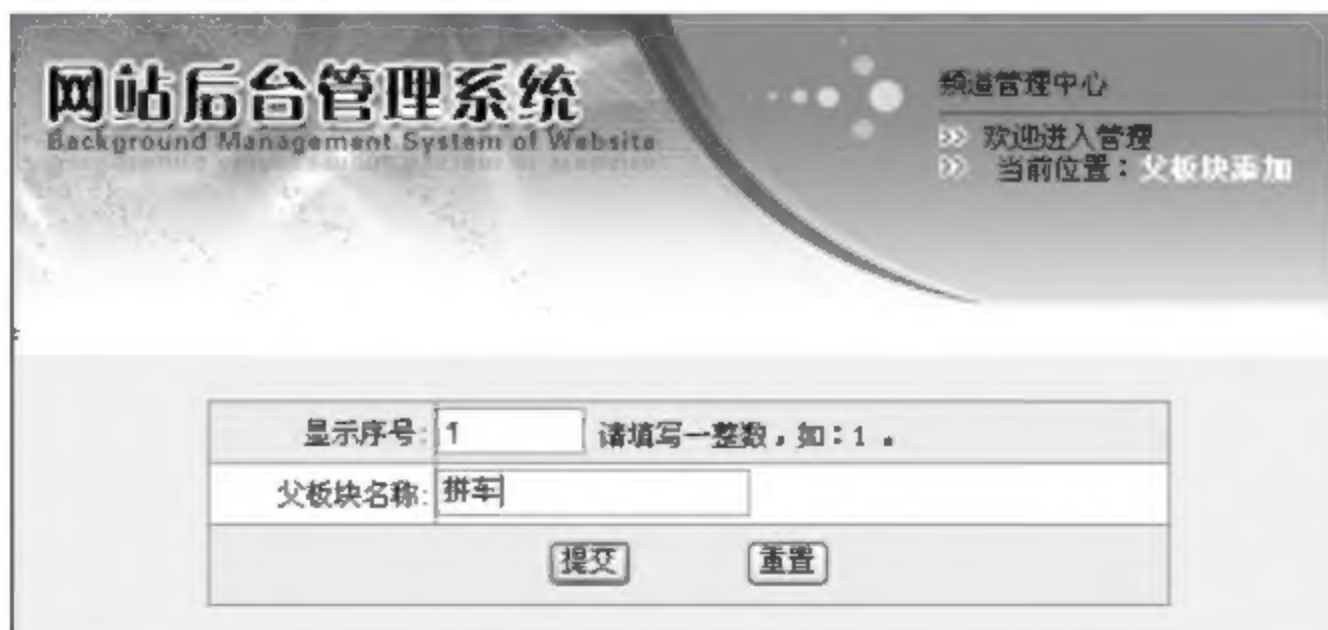 网站后台管理系统
Background Management System of Website
频道管理中心
>> 欢迎进入管理
>> 当前位置：父板块添加
显示序号: 1 请填写一整数，如：1 。
父板块名称: 拼车
提交 重置